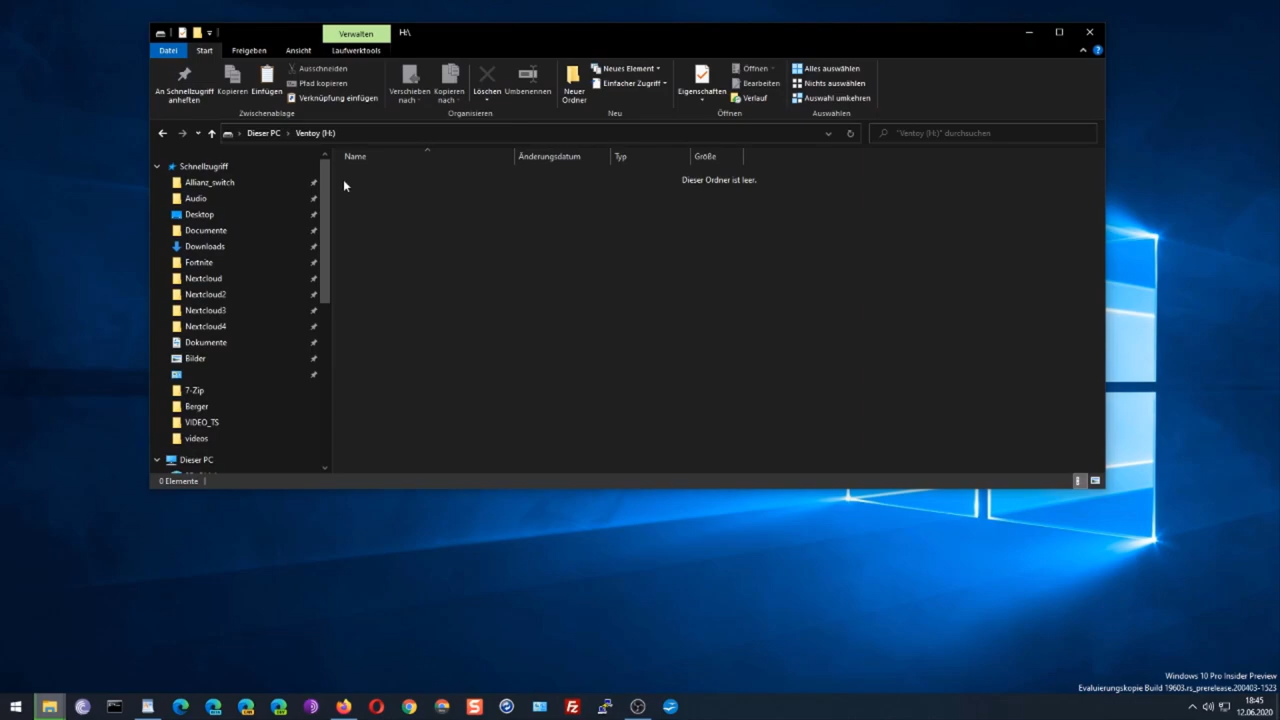 Verwalten
H:\
Datei
Start
Freigeben
Ansicht
Laufwerktools
An Schnellzugriff anheften
Kopieren
Einfügen
Ausschneiden
Pfad kopieren
Verknüpfung einfügen
Zwischenablage
Verschieben nach
Kopieren nach
Löschen
Umbenennen
Organisieren
Neuer Ordner
Neues Element
Einfacher Zugriff
Neu
Eigenschaften
Öffnen
Bearbeiten
Verlauf
Öffnen
Alles auswählen
Nichts auswählen
Auswahl umkehren
Auswählen
Dieser PC > Ventoy (H:)
"Ventoy (H:)" durchsuchen
Name
Änderungsdatum
Typ
Größe
Dieser Ordner ist leer.
Schnellzugriff
Allianz_switch
Audio
Desktop
Documente
Downloads
Fortnite
Nextcloud
Nextcloud2
Nextcloud3
Nextcloud4
Dokumente
Bilder
7-Zip
Berger
VIDEO_TS
videos
Dieser PC
0 Elemente
Windows 10 Pro Insider Preview
Evaluierungskopie Build 19603.rs_prerelease.200403-1523
18:45
12.06.2020